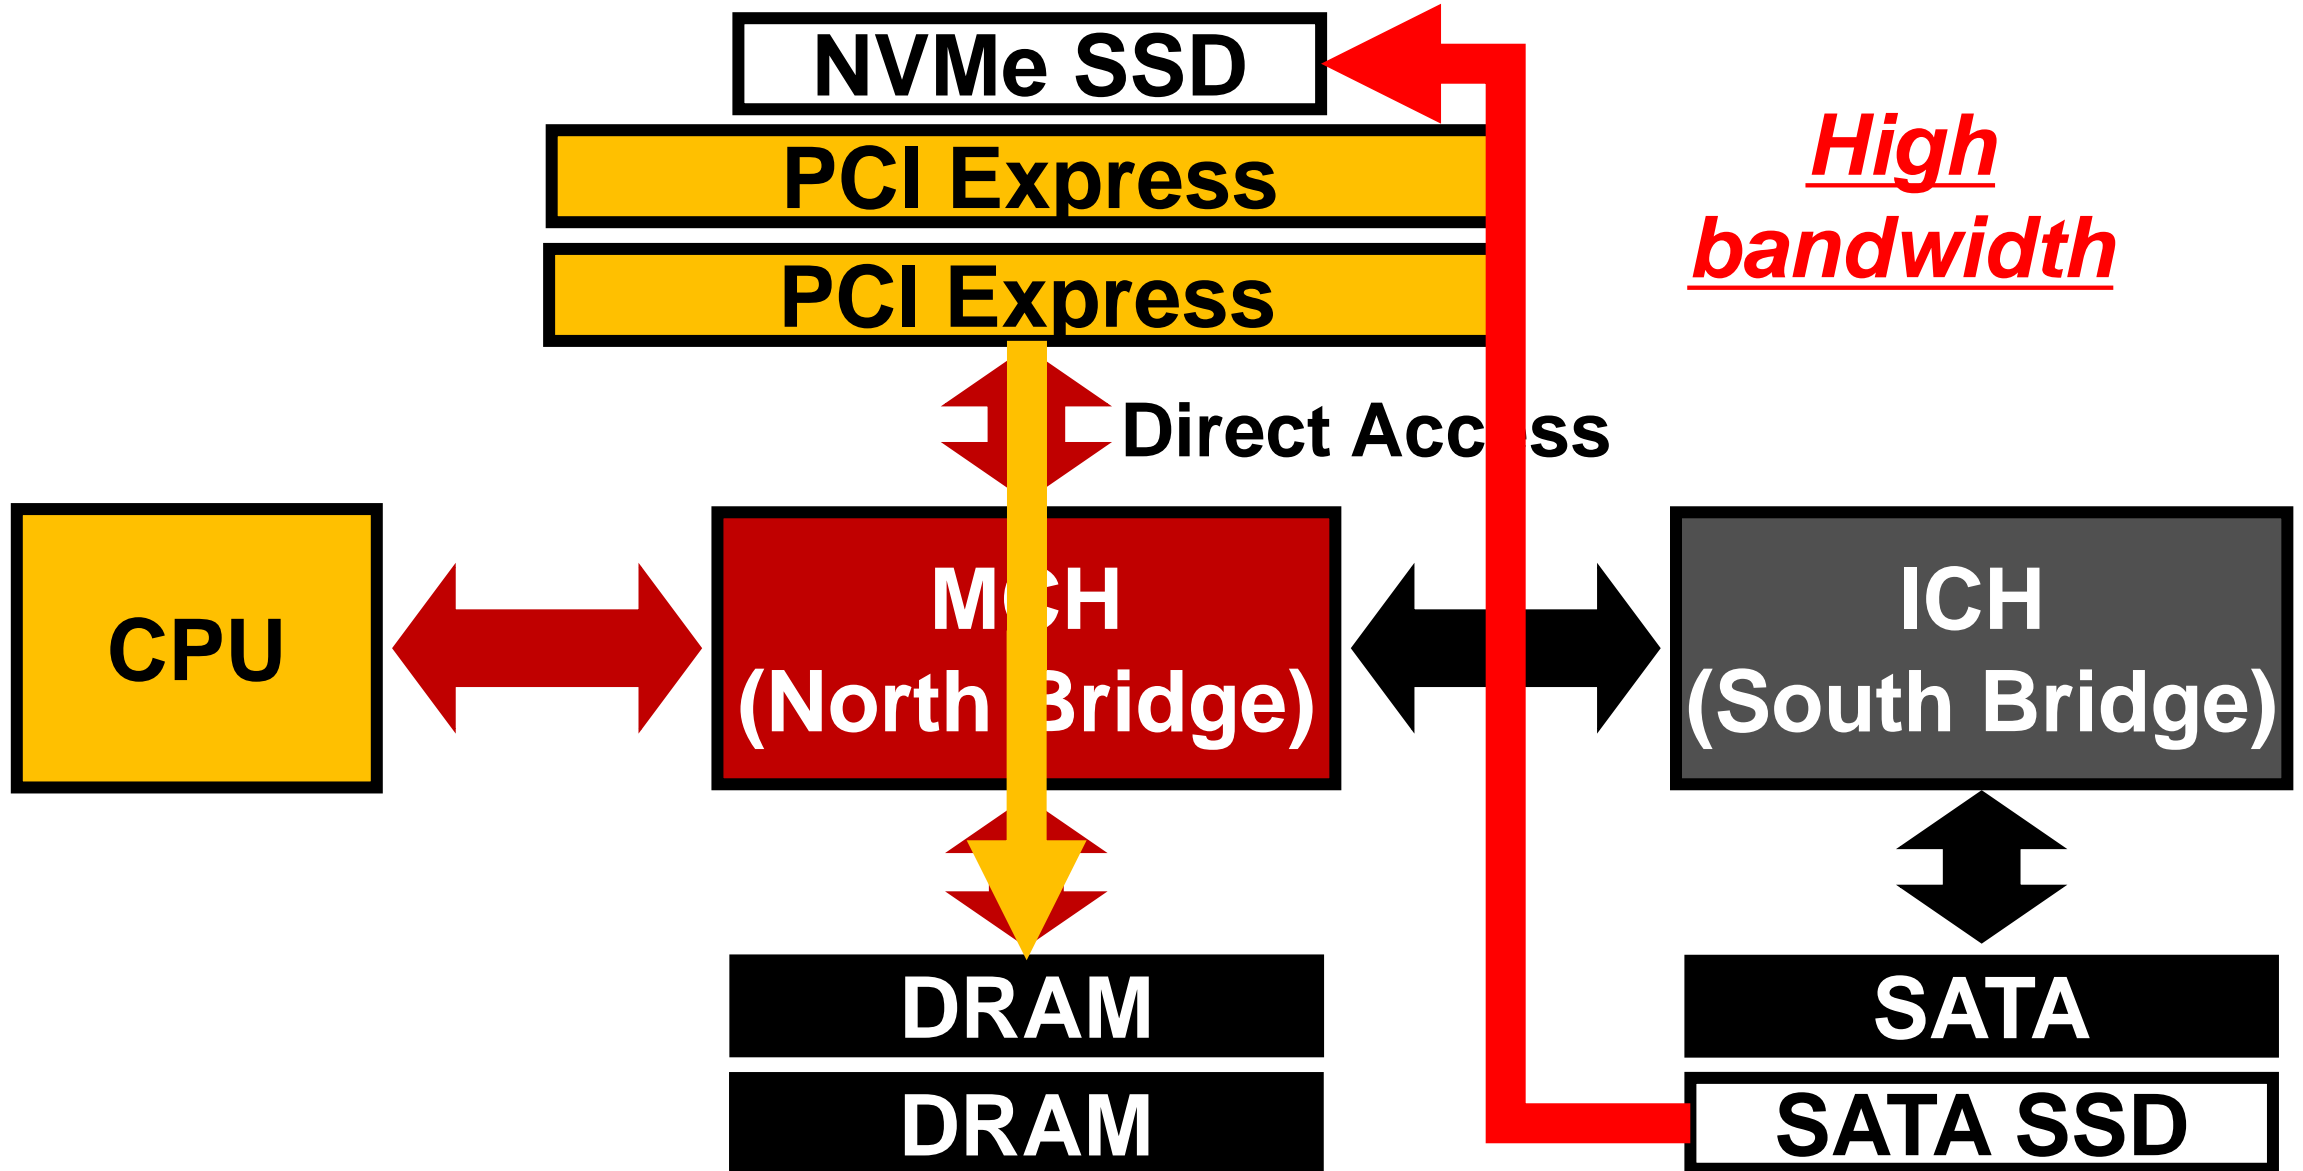 NVMe SSD
High
bandwidth
PCI Express
PCI Express
Direct Access
CPU
MCH
(North Bridge)
ICH
(South Bridge)
DRAM
DRAM
SATA
SATA SSD